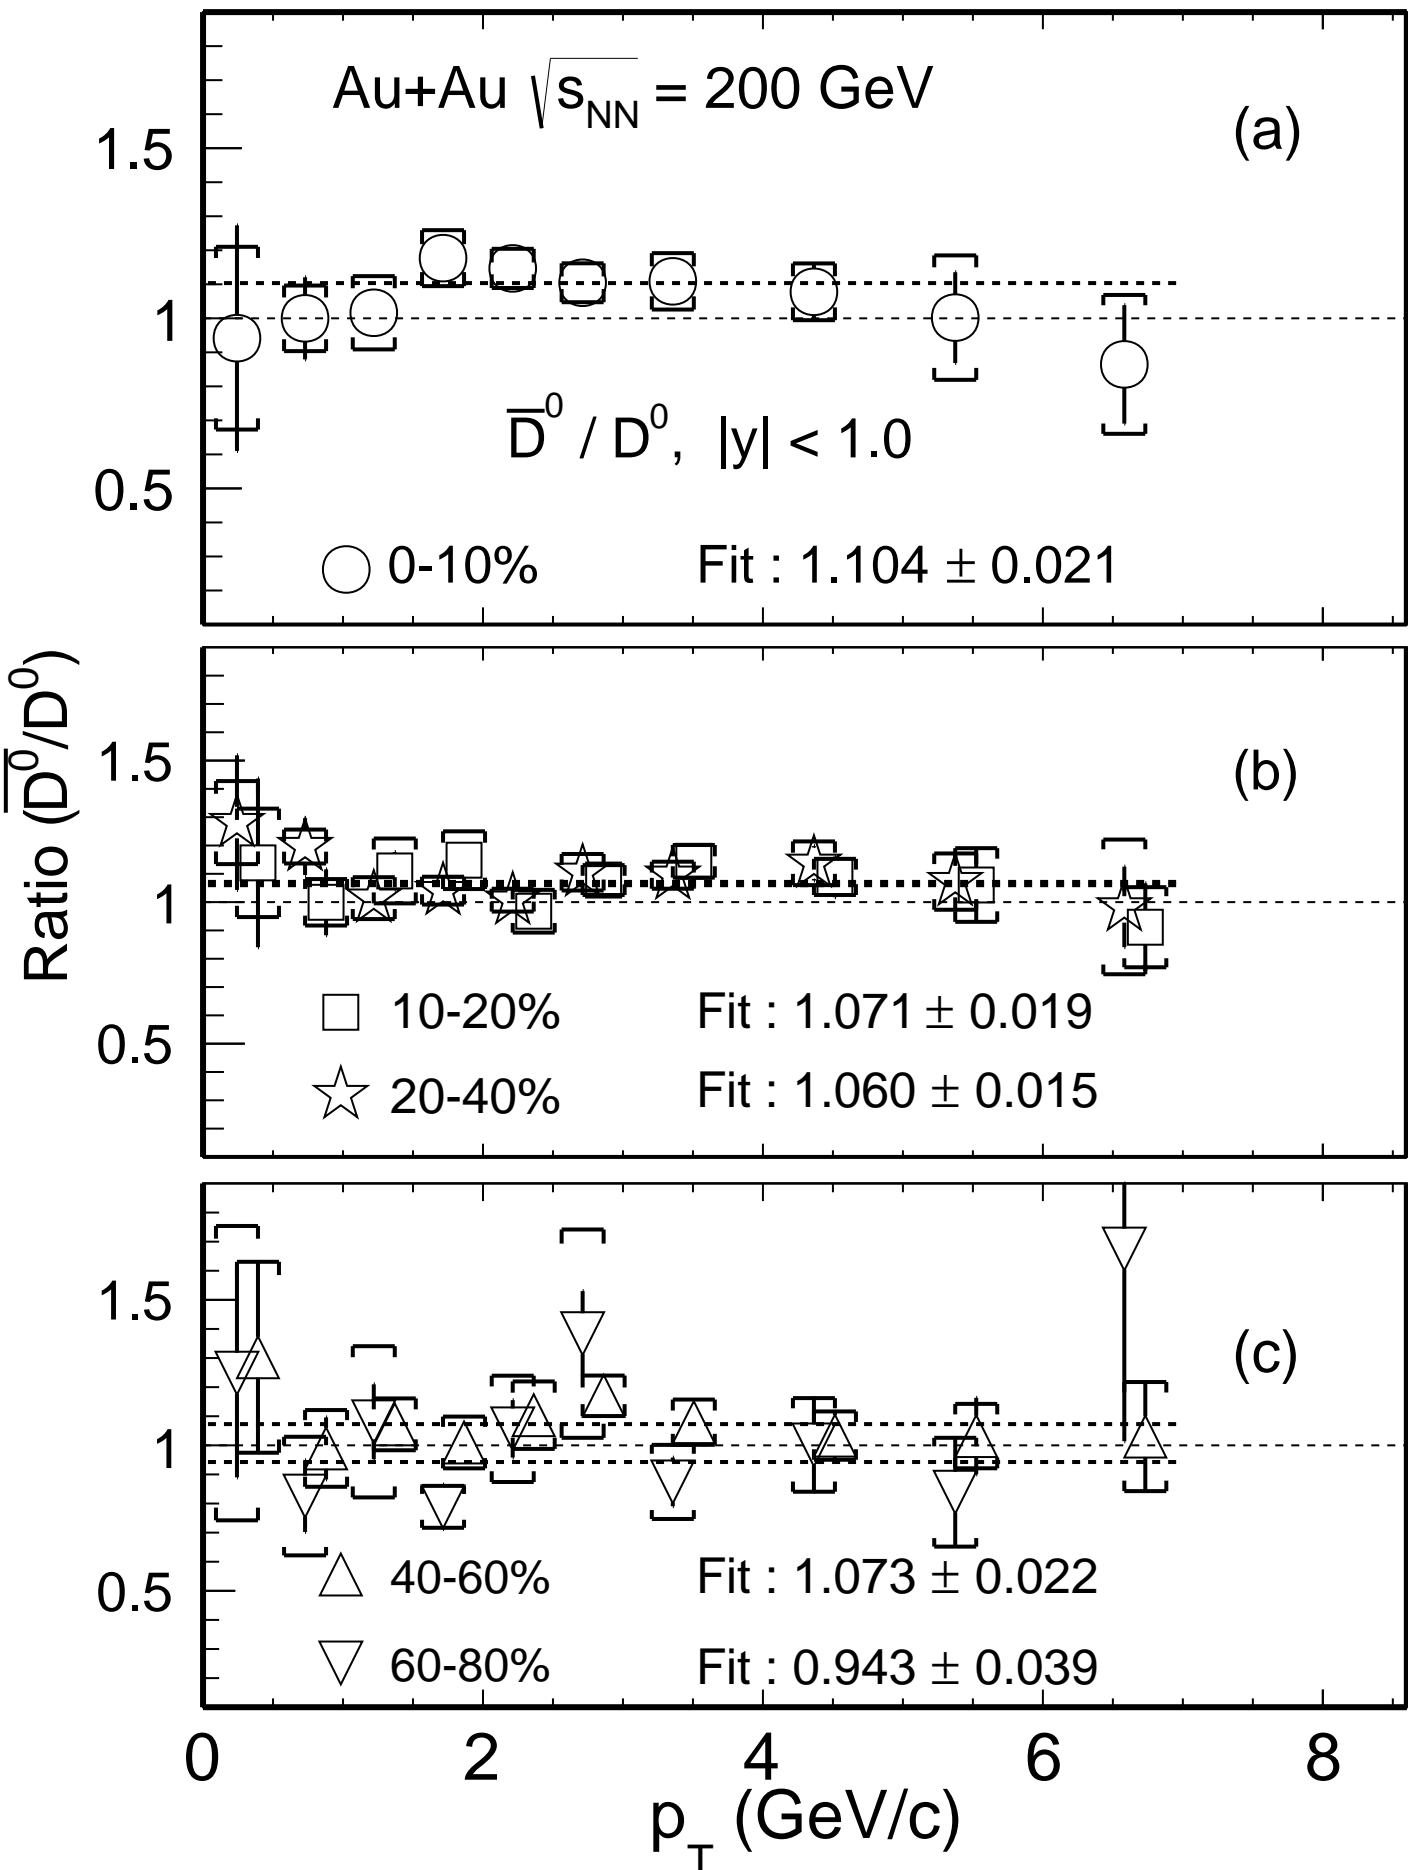 Au+Au √s_NN = 200 GeV
(a)
1.5
1
D̅⁰ / D⁰, |y| < 1.0
0.5
0-10% Fit : 1.104 ± 0.021
Ratio (D̅⁰/D⁰)
1.5
(b)
1
10-20% Fit : 1.071 ± 0.019
0.5
20-40% Fit : 1.060 ± 0.015
1.5
(c)
1
40-60% Fit : 1.073 ± 0.022
0.5
60-80% Fit : 0.943 ± 0.039
0 2 4 6 8
p_T (GeV/c)